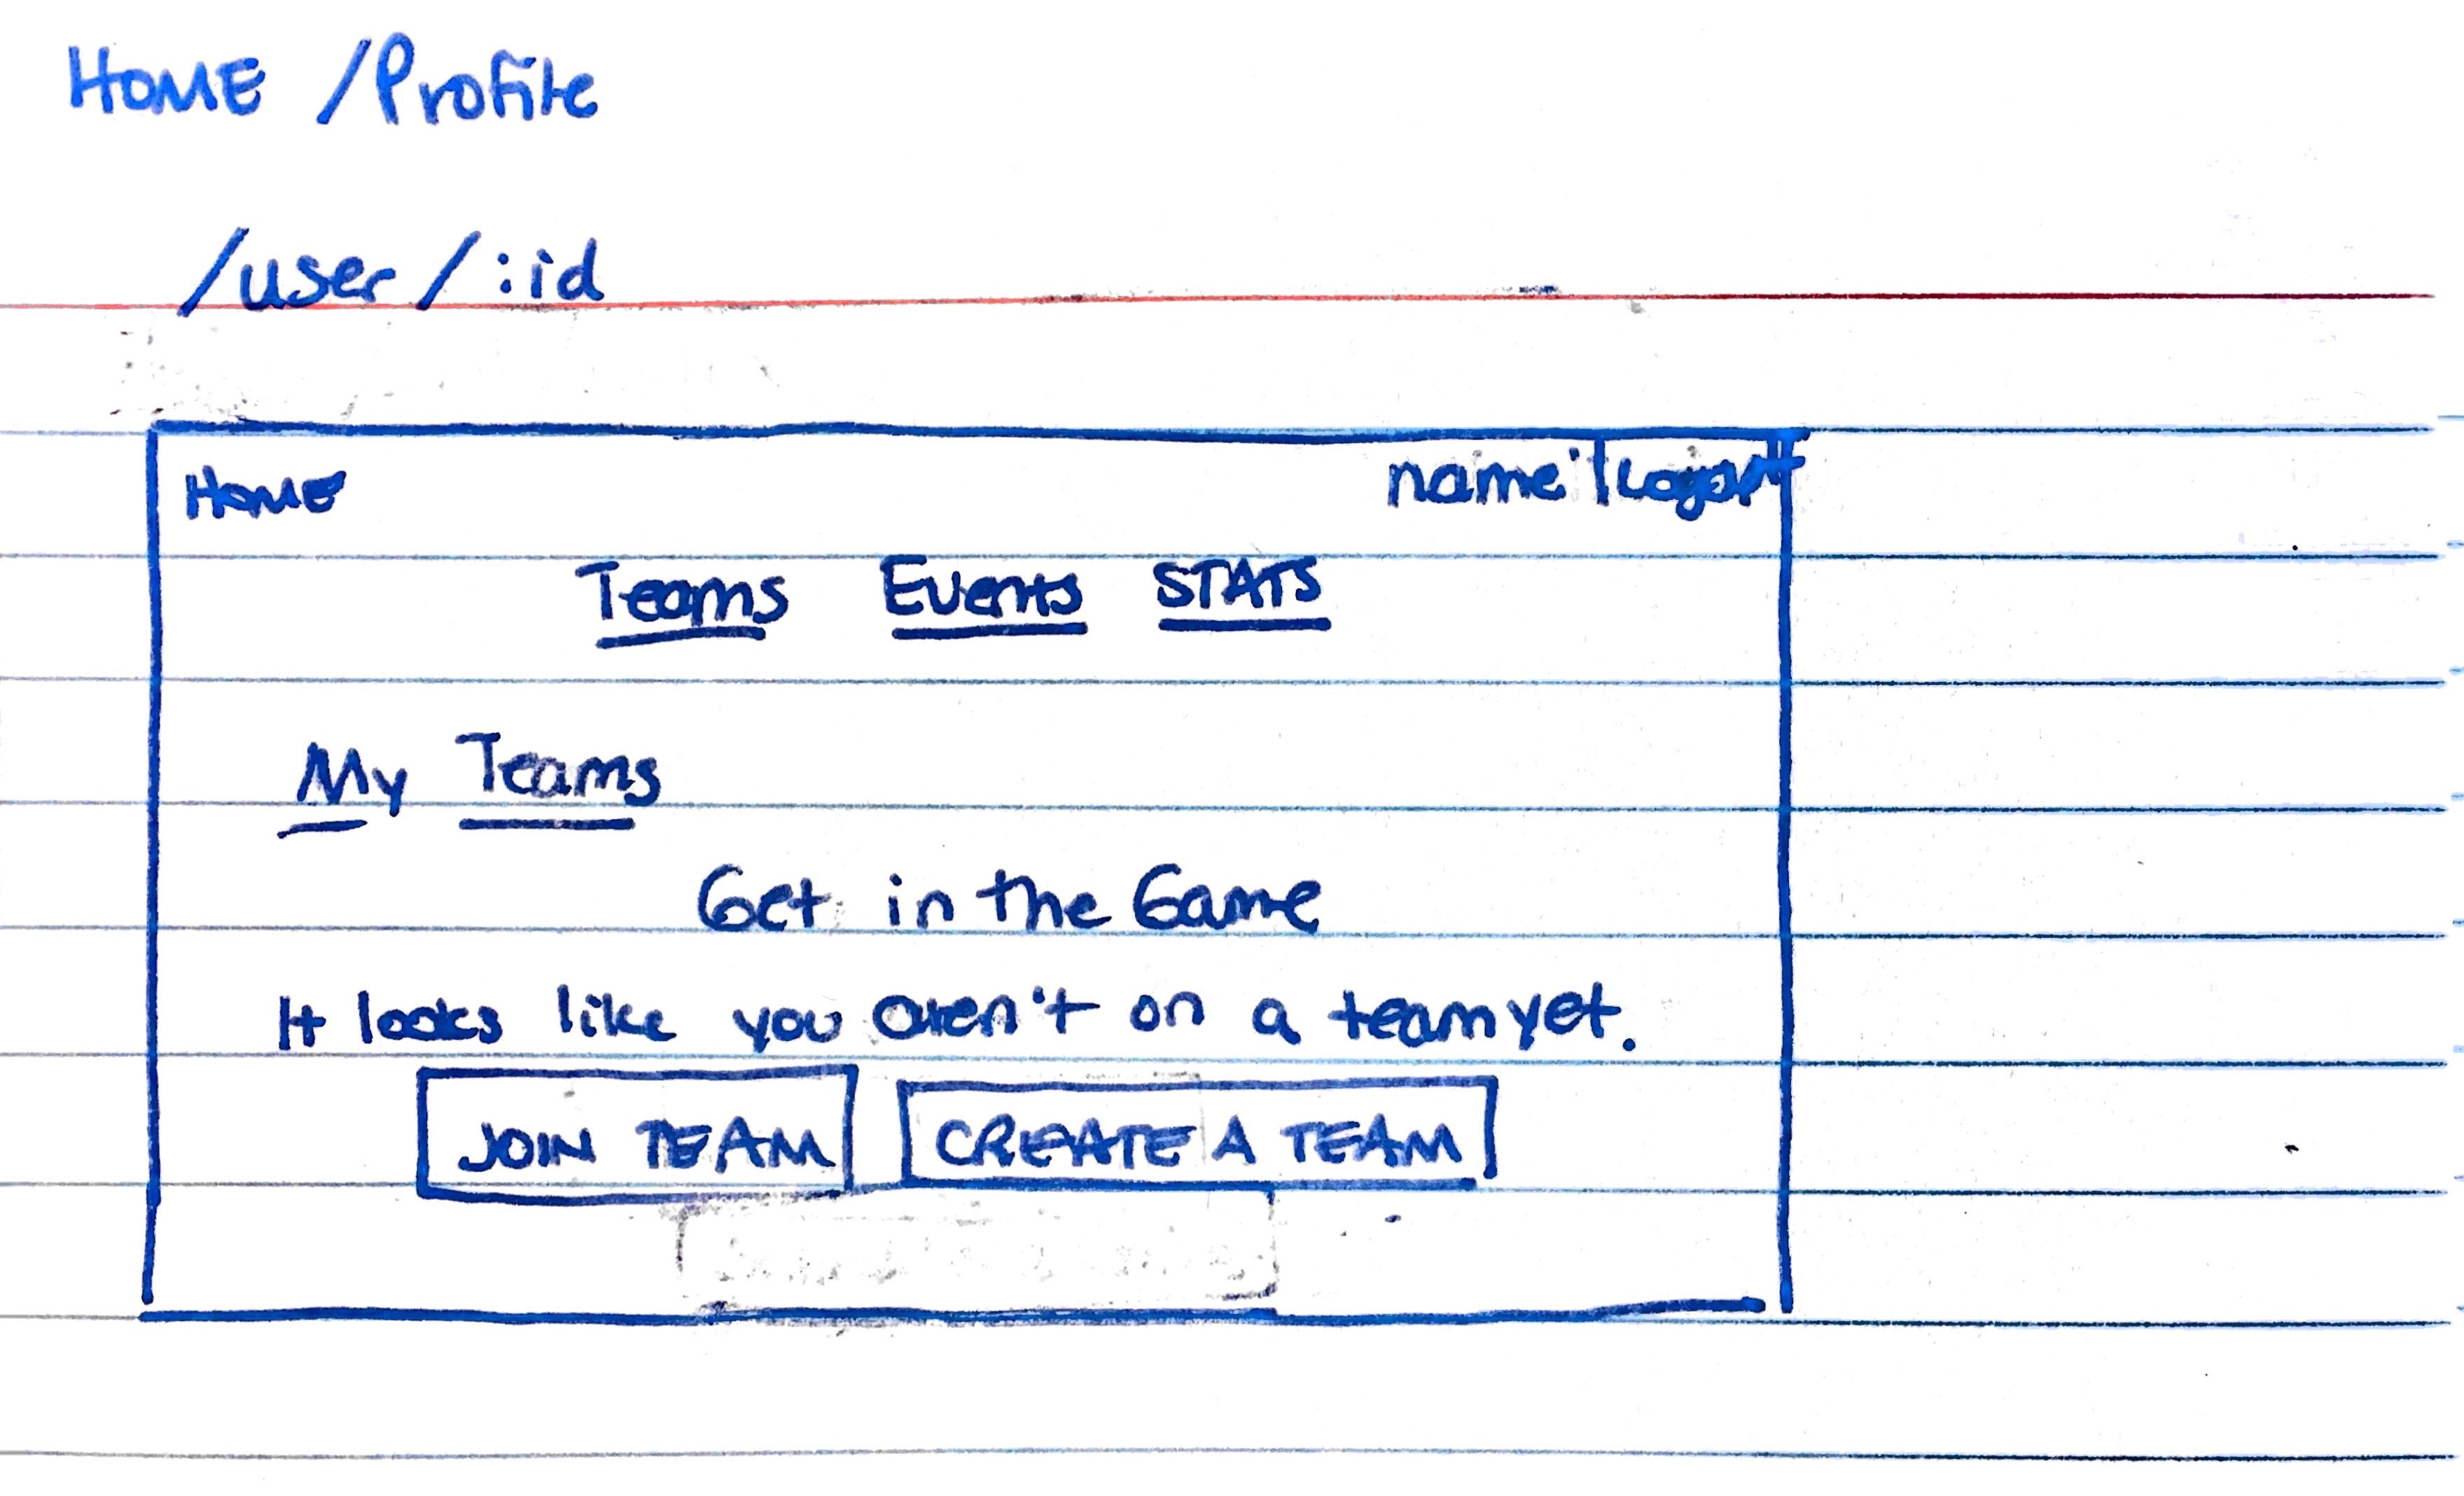 HOME /Profile
/user/:id
HOME name | Logout
Teams Events STATS
My Teams
Get in the Game
It looks like you aren't on a team yet.
JOIN TEAM CREATE A TEAM